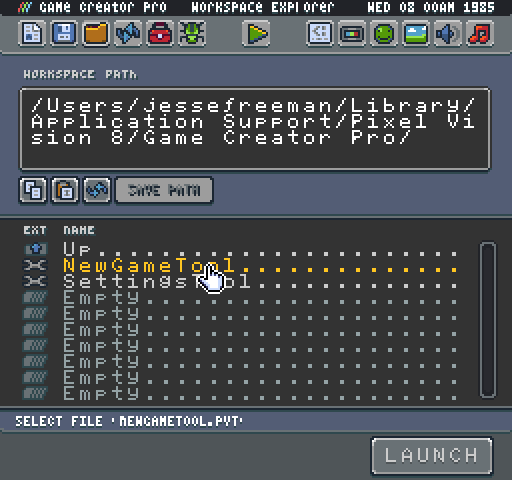 /// GAME CREATOR PRO WORKSPACE EXPLORER WED 08 00AM 1985
WORKSPACE PATH
/Users/jessefreeman/Library/
Application Support/Pixel Vi
sion 8/Game Creator Pro/
SAVE PATH
EXT NAME
Up........................
NewGameTool..............
SettingsTool.............
Empty....................
Empty....................
Empty....................
Empty....................
Empty....................
Empty....................
Empty....................
SELECT FILE 'NEWGAMETOOL.PVT'
LAUNCH